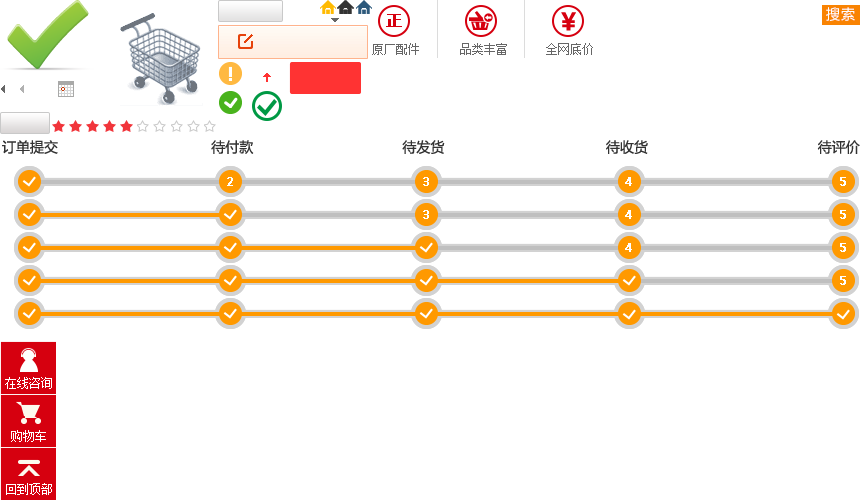 搜索
正
¥
原厂配件 品类丰富 全网底价
订单提交 待付款 待发货 待收货 待评价
2 3 4 5
3 4 5
4 5
5
在线咨询
购物车
回到顶部